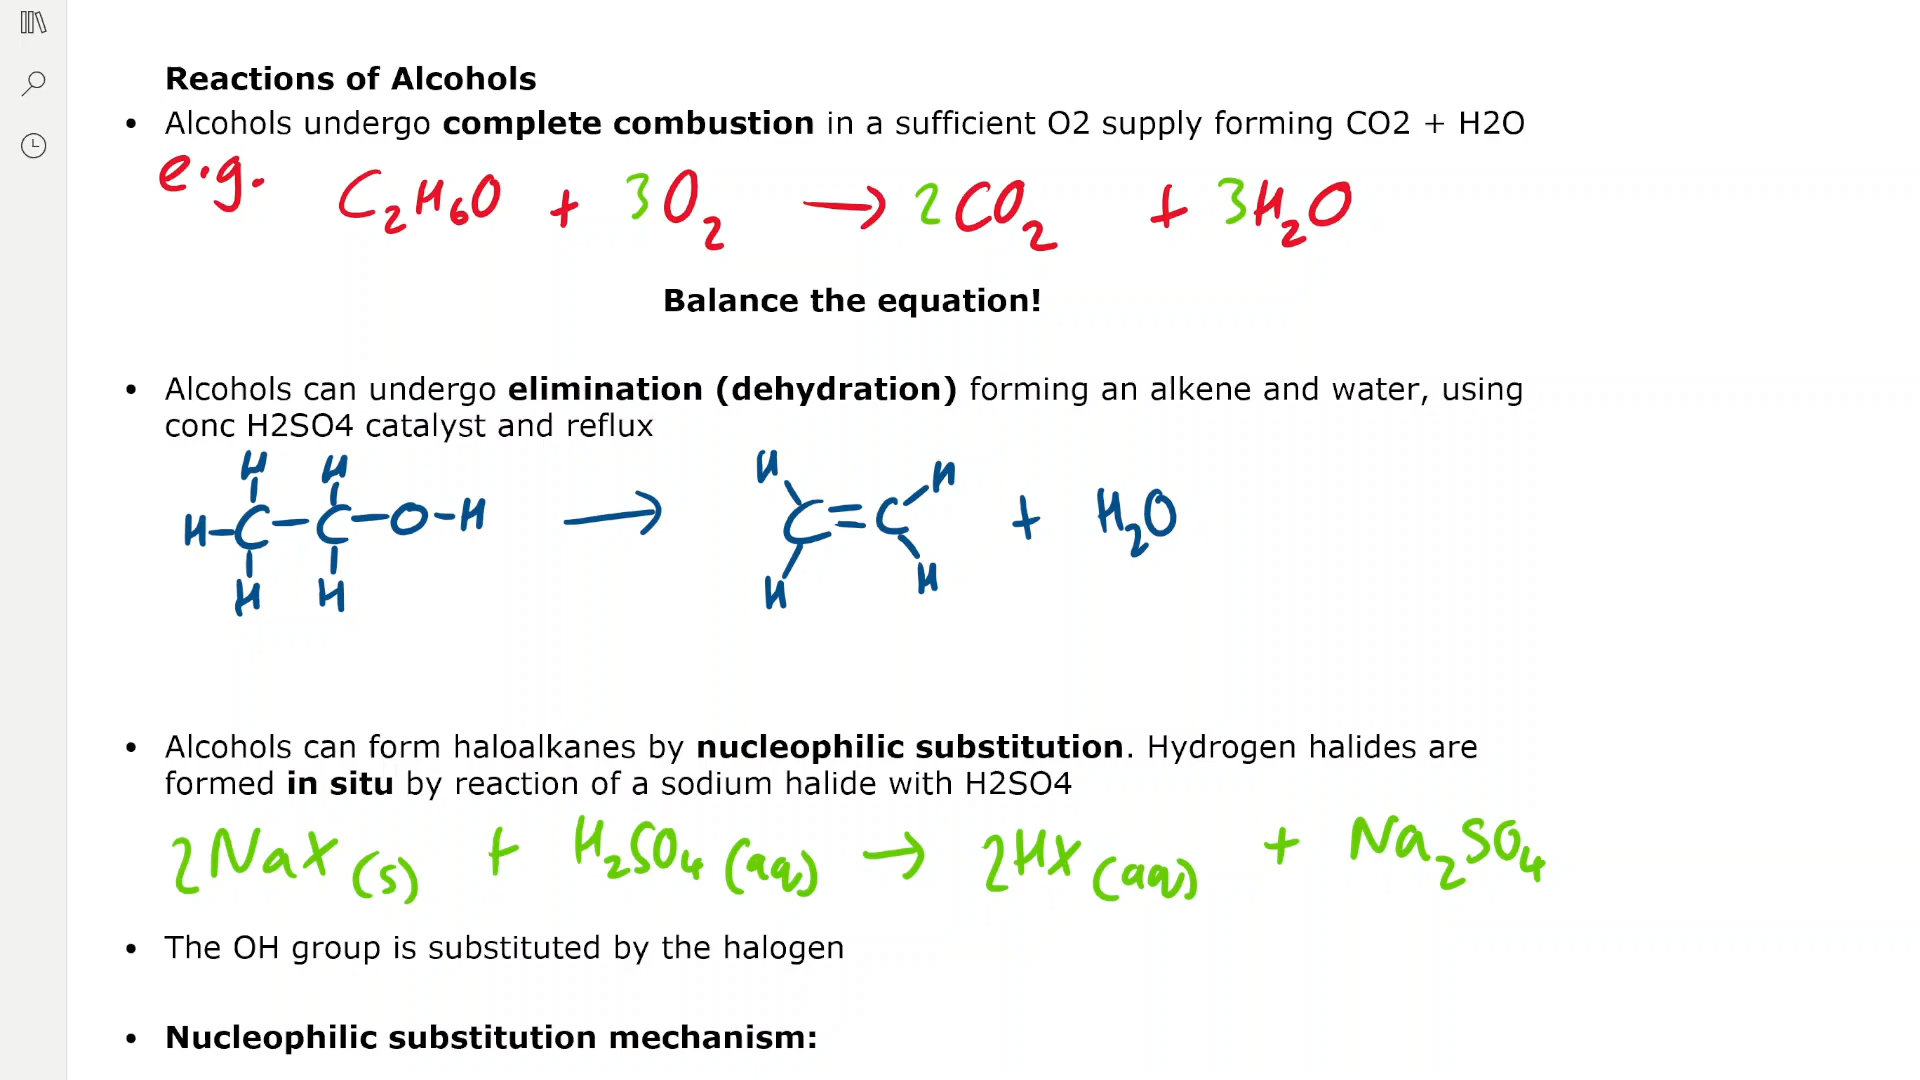 Reactions of Alcohols
• Alcohols undergo complete combustion in a sufficient O2 supply forming CO2 + H2O
e.g. C₂H₆O + 3O₂ → 2CO₂ + 3H₂O
Balance the equation!
• Alcohols can undergo elimination (dehydration) forming an alkene and water, using
conc H2SO4 catalyst and reflux
H H H H
H-C-C-O-H → C=C + H₂O
H H H H
• Alcohols can form haloalkanes by nucleophilic substitution. Hydrogen halides are
formed in situ by reaction of a sodium halide with H2SO4
2NaX(s) + H₂SO₄(aq) → 2HX(aq) + Na₂SO₄
• The OH group is substituted by the halogen
• Nucleophilic substitution mechanism: